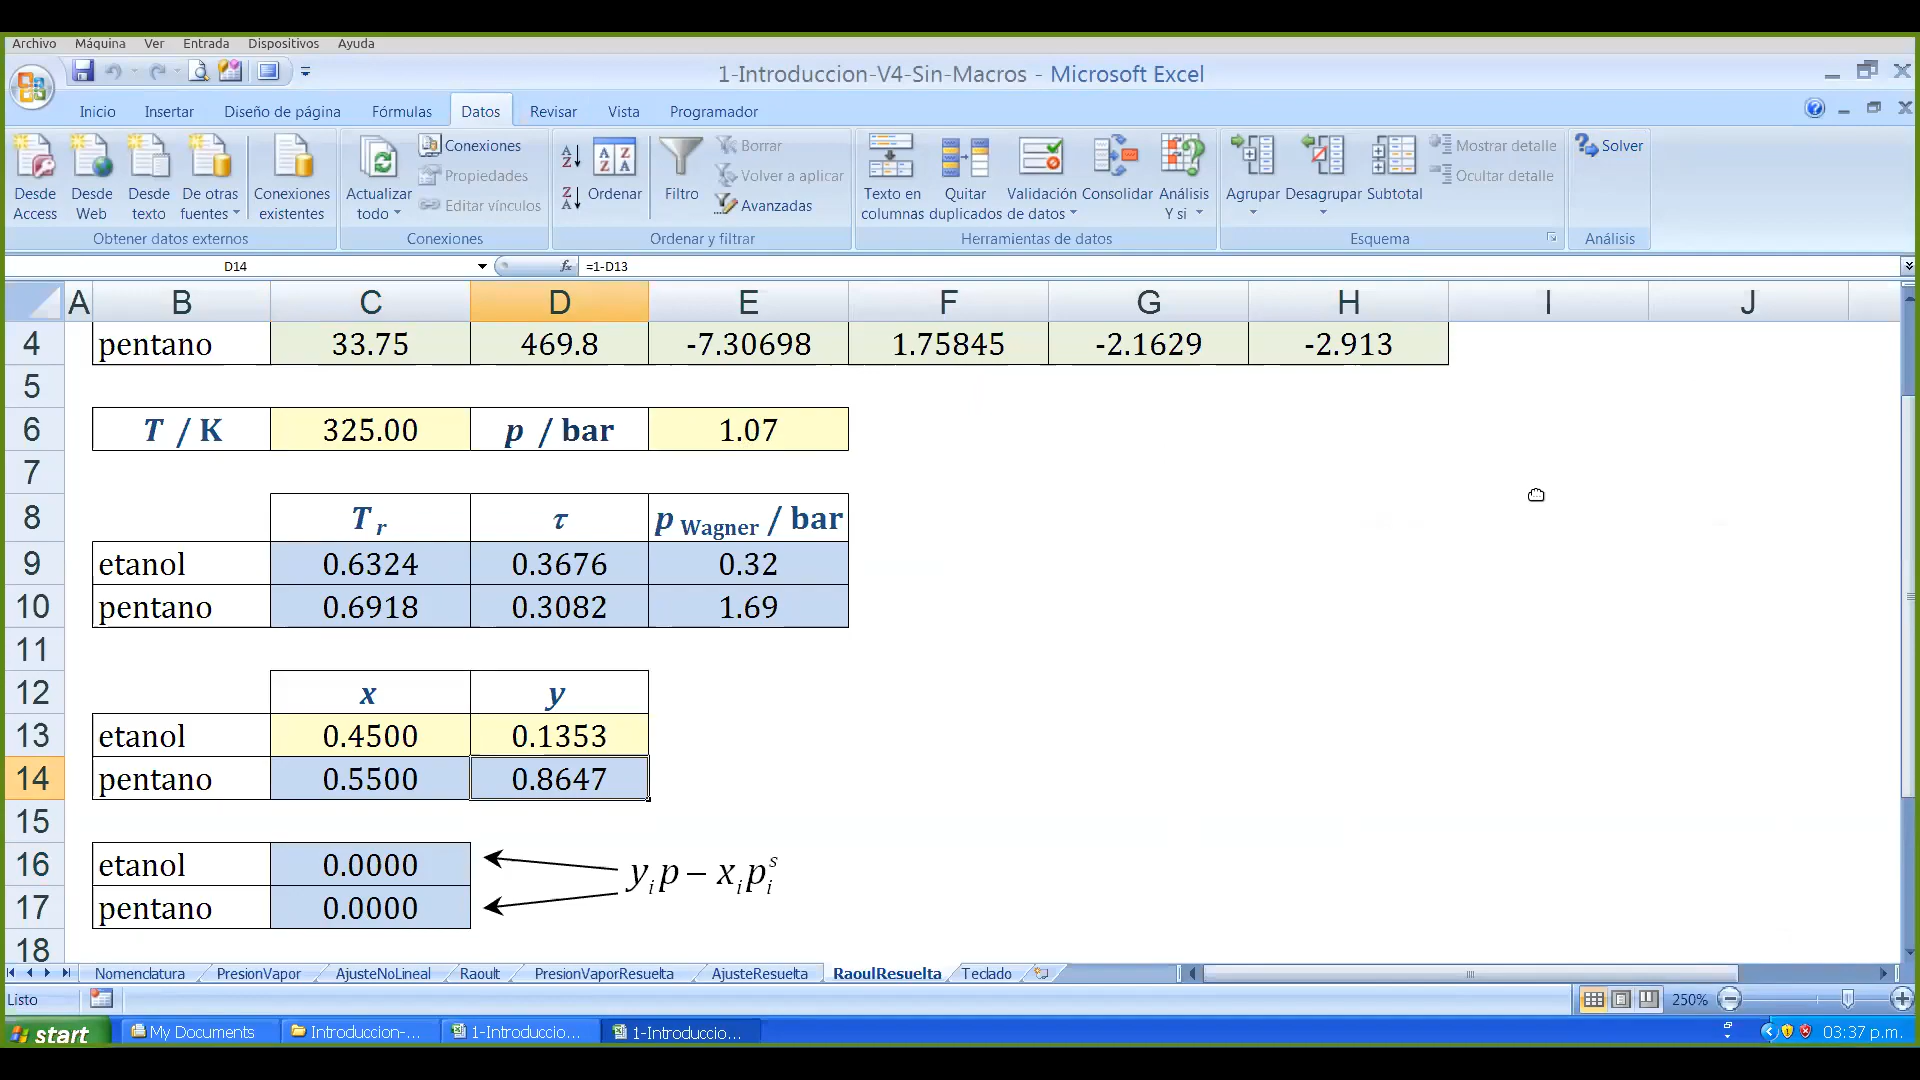 Archivo Máquina Ver Entrada Dispositivos Ayuda
1-Introduccion-V4-Sin-Macros - Microsoft Excel
Inicio Insertar Diseño de página Fórmulas Datos Revisar Vista Programador
Desde Access
Desde Web
Desde texto
De otras fuentes
Conexiones existentes
Obtener datos externos
Actualizar todo
Conexiones
Propiedades
Editar vínculos
Conexiones
Ordenar
Filtro
Borrar
Volver a aplicar
Avanzadas
Ordenar y filtrar
Texto en columnas
Quitar duplicados
Validación de datos
Consolidar
Análisis Y si
Herramientas de datos
Agrupar
Desagrupar
Subtotal
Mostrar detalle
Ocultar detalle
Esquema
Solver
Análisis
D14 fx =1-D13
A B C D E F G H I J
4 pentano 33.75 469.8 -7.30698 1.75845 -2.1629 -2.913
5
6 T / K 325.00 p / bar 1.07
7
8 T r τ p Wagner / bar
9 etanol 0.6324 0.3676 0.32
10 pentano 0.6918 0.3082 1.69
11
12 x y
13 etanol 0.4500 0.1353
14 pentano 0.5500 0.8647
15
16 etanol 0.0000 y_i p − x_i p_i^s
17 pentano 0.0000
18
Nomenclatura PresionVapor AjusteNoLineal Raoult PresionVaporResuelta AjusteResuelta RaoulResuelta Teclado
Listo 250%
start My Documents Introduccion-... 1-Introduccio... 1-Introduccio... 03:37 p.m.